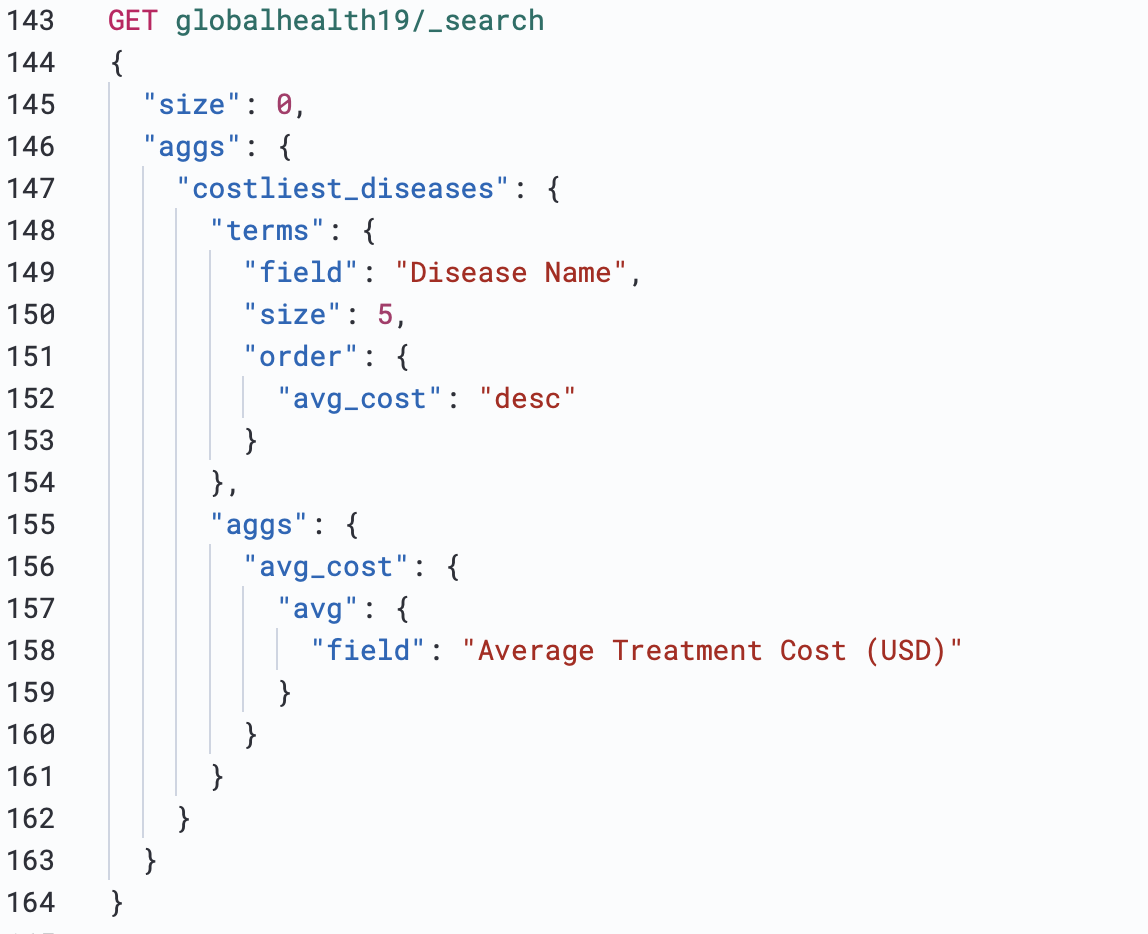 143 GET globalhealth19/_search
144 {
145 "size": 0,
146 "aggs": {
147 "costliest_diseases": {
148 "terms": {
149 "field": "Disease Name",
150 "size": 5,
151 "order": {
152 "avg_cost": "desc"
153 }
154 },
155 "aggs": {
156 "avg_cost": {
157 "avg": {
158 "field": "Average Treatment Cost (USD)"
159 }
160 }
161 }
162 }
163 }
164 }